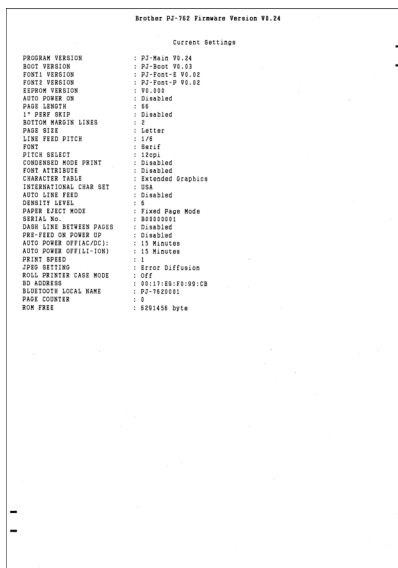 Brother PJ-762 Firmware Version V0.24
Current Settings
PROGRAM VERSION : PJ-Main V0.24
BOOT VERSION : PJ-Boot V0.03
FONT1 VERSION : PJ-Font-E V0.02
FONT2 VERSION : PJ-Font-P V0.02
EEPROM VERSION : V0.000
AUTO POWER ON : Disabled
PAGE LENGTH : 66
1" PERF SKIP : Disabled
BOTTOM MARGIN LINES : 2
PAGE SIZE : Letter
LINE FEED PITCH : 1/6
FONT : Serif
PITCH SELECT : 12cpi
CONDENSED MODE PRINT : Disabled
FONT ATTRIBUTE : Disabled
CHARACTER TABLE : Extended Graphics
INTERNATIONAL CHAR SET : USA
AUTO LINE FEED : Disabled
DENSITY LEVEL : 5
PAPER EJECT MODE : Fixed Page Mode
SERIAL No. : B00000001
DASH LINE BETWEEN PAGES : Disabled
PRE-FEED ON POWER UP : Disabled
AUTO POWER OFF(AC/DC): : 15 Minutes
AUTO POWER OFF(LI-ION) : 15 Minutes
PRINT SPEED : 1
JPEG SETTING : Error Diffusion
ROLL PRINTER CASE MODE : Off
BD ADDRESS : 00:17:E9:F0:99:CB
BLUETOOTH LOCAL NAME : PJ-7620001
PAGE COUNTER : 0
ROM FREE : 6291456 byte